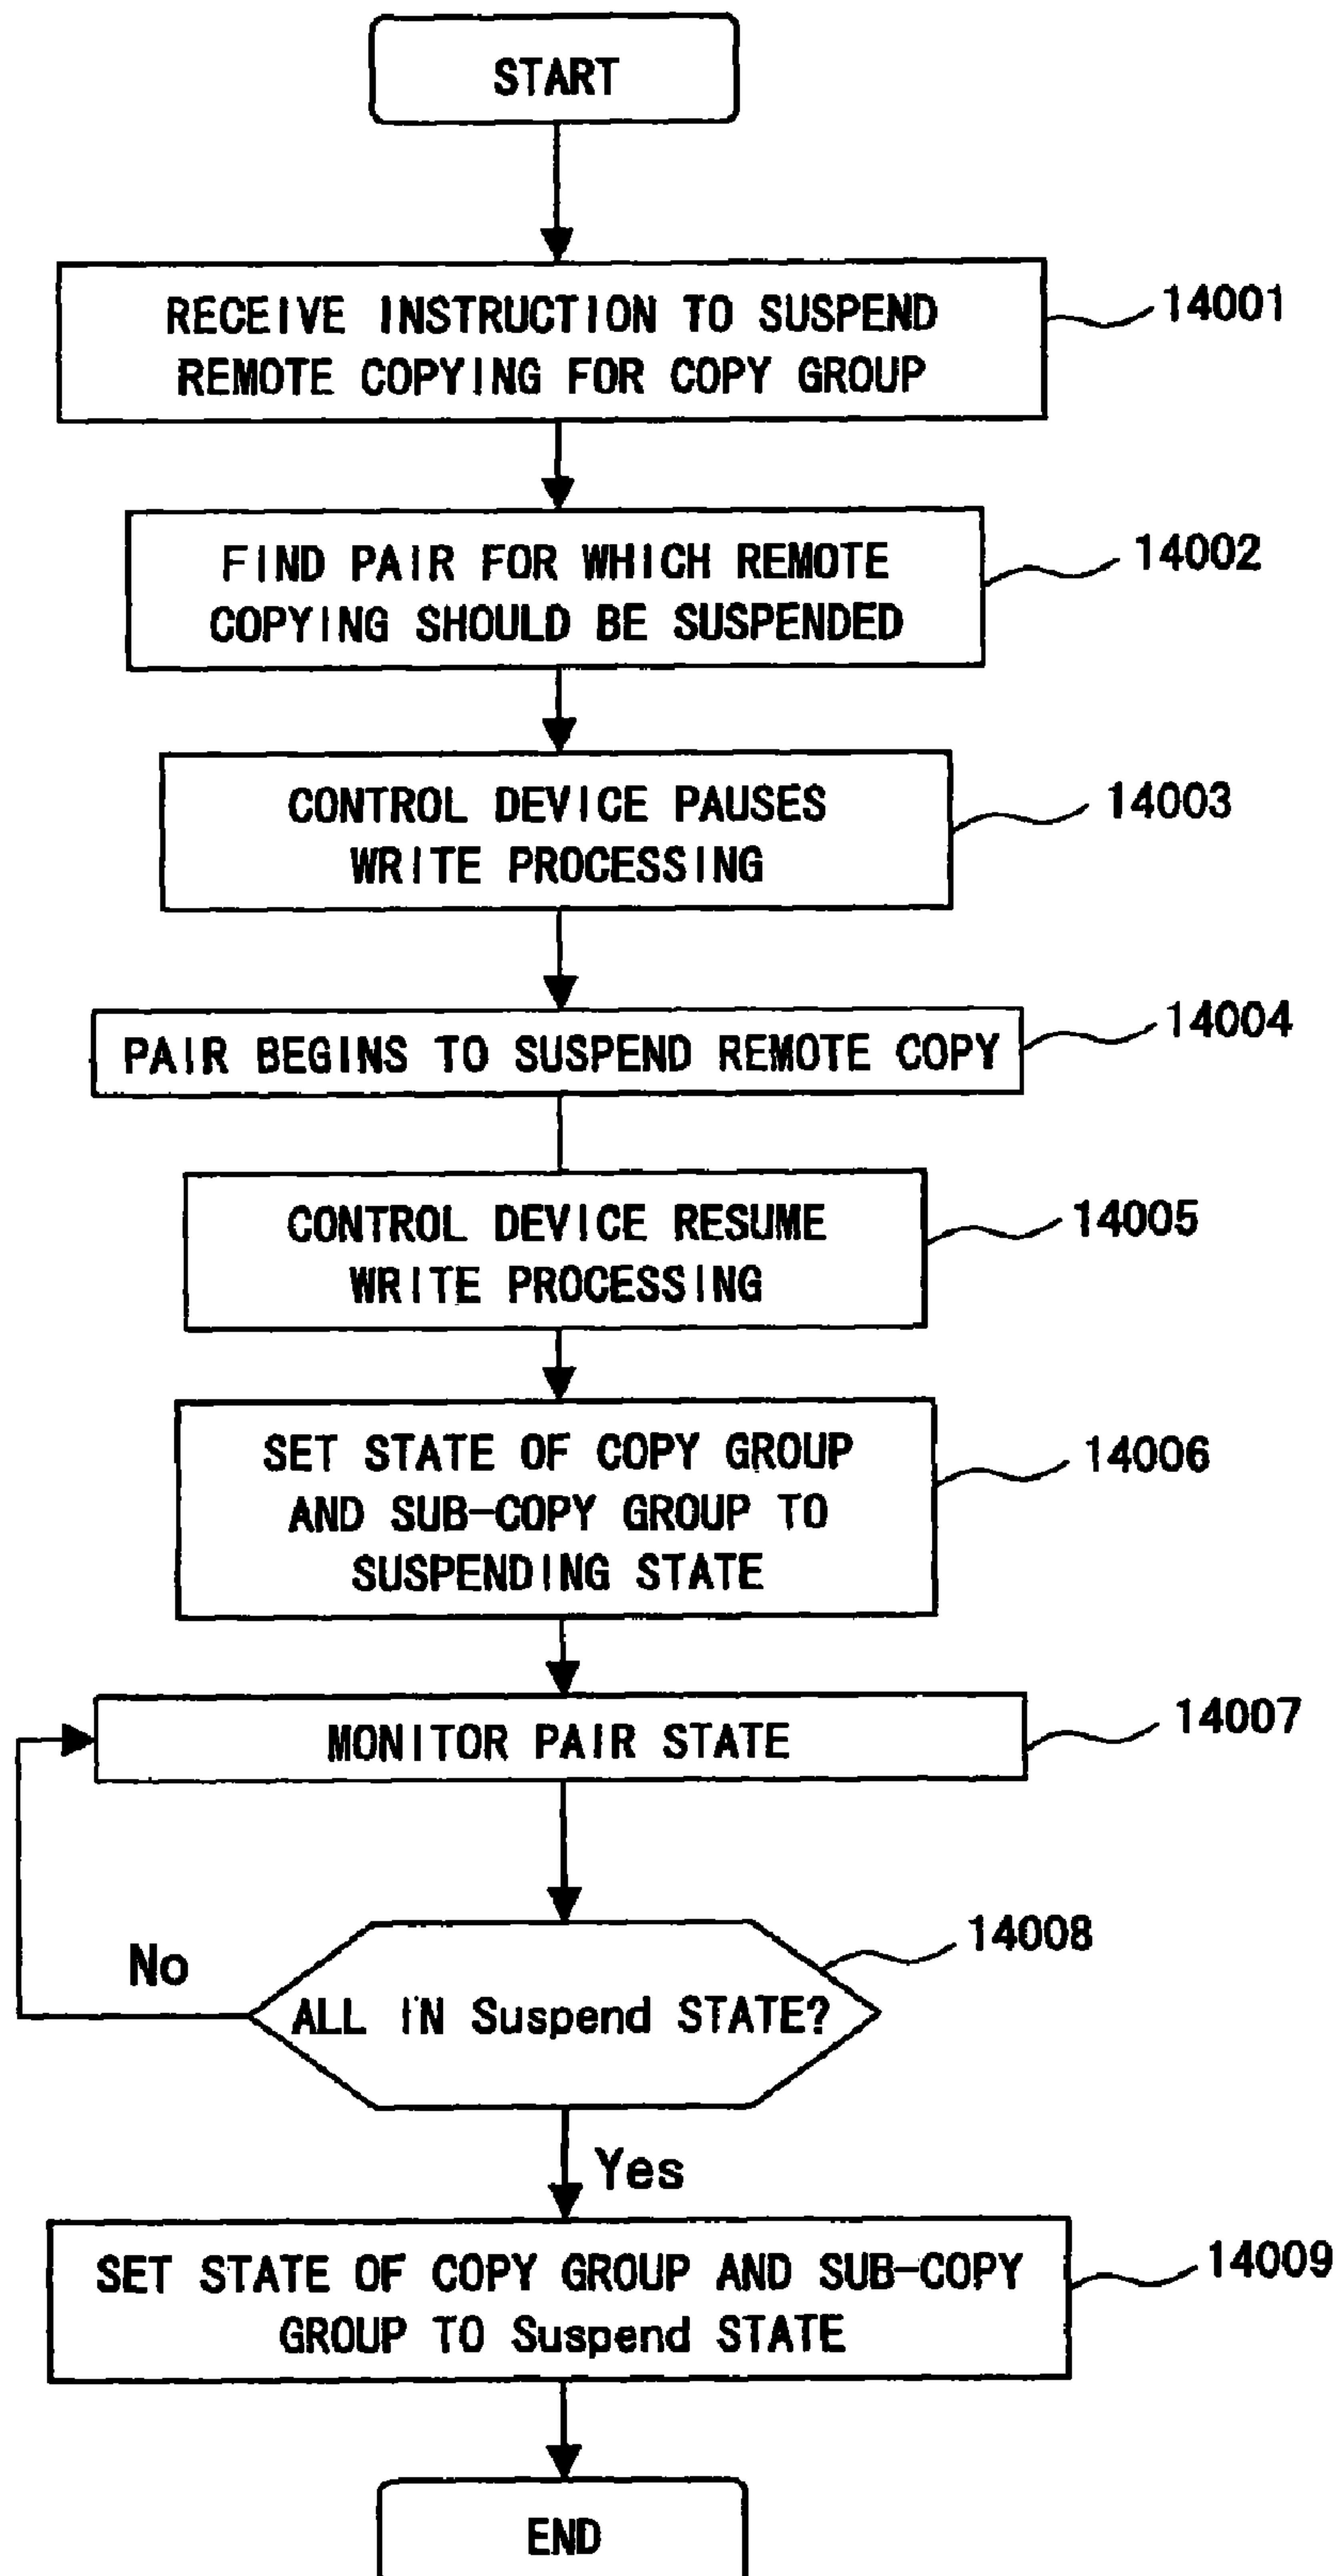 START
RECEIVE INSTRUCTION TO SUSPEND
REMOTE COPYING FOR COPY GROUP
14001
FIND PAIR FOR WHICH REMOTE
COPYING SHOULD BE SUSPENDED
14002
CONTROL DEVICE PAUSES
WRITE PROCESSING
14003
PAIR BEGINS TO SUSPEND REMOTE COPY
14004
CONTROL DEVICE RESUME
WRITE PROCESSING
14005
SET STATE OF COPY GROUP
AND SUB-COPY GROUP TO
SUSPENDING STATE
14006
MONITOR PAIR STATE
14007
ALL IN Suspend STATE?
14008
No
Yes
SET STATE OF COPY GROUP AND SUB-COPY
GROUP TO Suspend STATE
14009
END